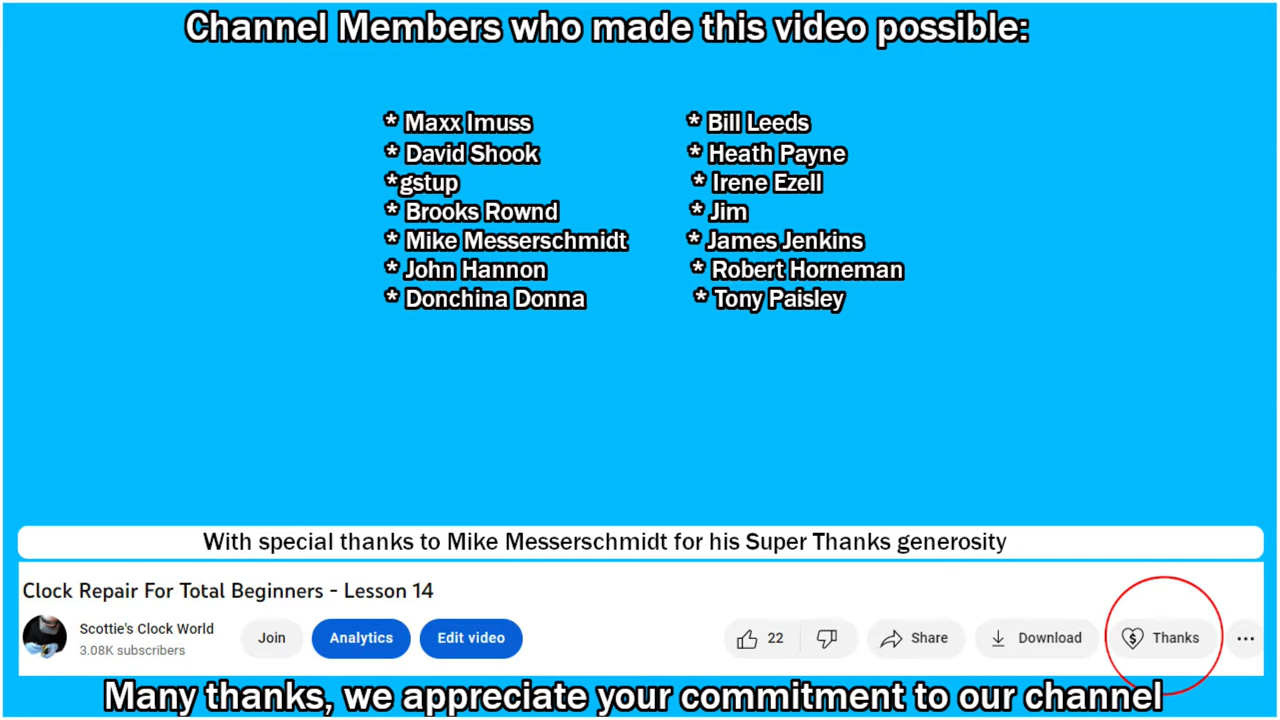 Channel Members who made this video possible:
* Maxx Imuss
* David Shook
*gstup
* Brooks Rownd
* Mike Messerschmidt
* John Hannon
* Donchina Donna
* Bill Leeds
* Heath Payne
* Irene Ezell
* Jim
* James Jenkins
* Robert Horneman
* Tony Paisley
With special thanks to Mike Messerschmidt for his Super Thanks generosity
Clock Repair For Total Beginners - Lesson 14
Scottie's Clock World
3.08K subscribers
Join
Analytics
Edit video
22
Share
Download
$ Thanks
...
Many thanks, we appreciate your commitment to our channel